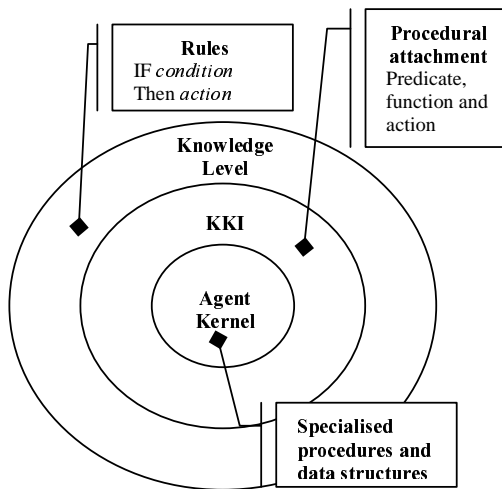 Rules
IF condition
Then action
Procedural
attachment
Predicate,
function and
action
Knowledge
Level
KKI
Agent
Kernel
Specialised
procedures and
data structures